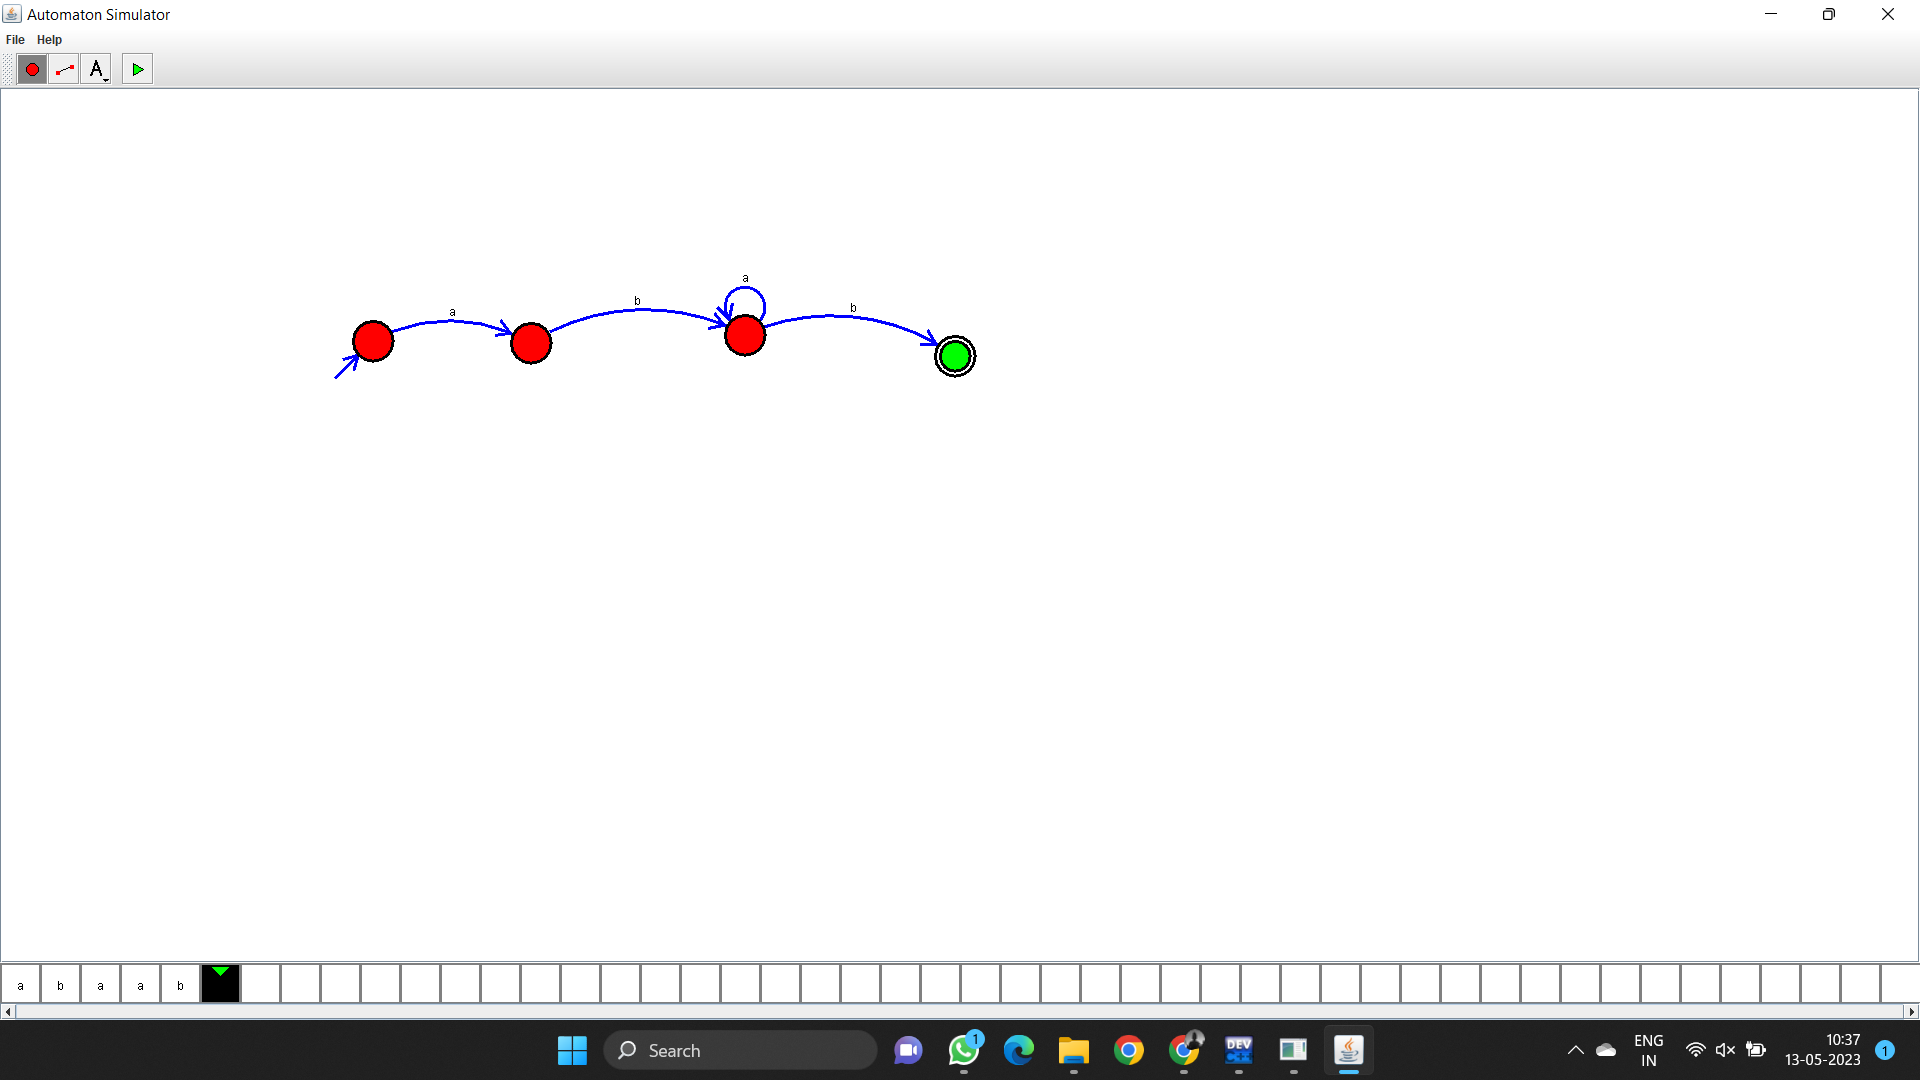 Automaton Simulator
File Help
A
a
b
a
b
a b a a b
Search
1
DEV
C++
ENG
IN
10:37
13-05-2023
1